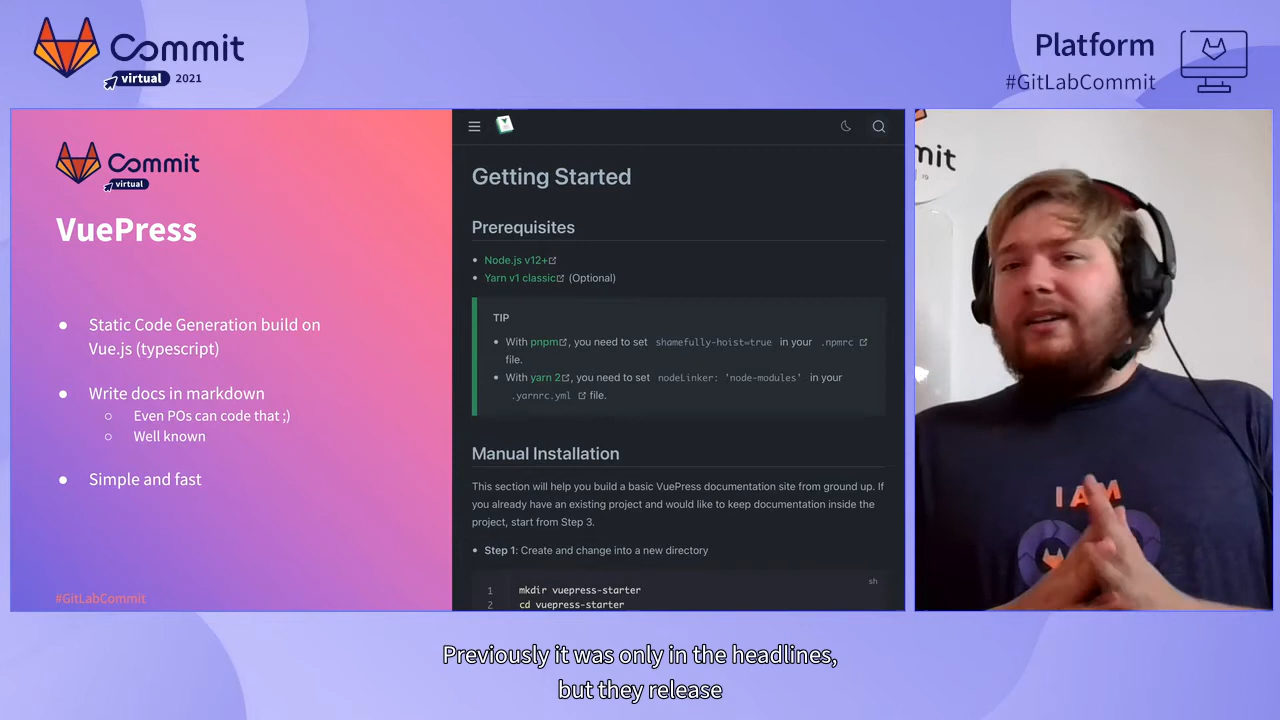 Commit
virtual 2021
Platform
#GitLabCommit
Commit
virtual
VuePress
● Static Code Generation build on
Vue.js (typescript)
● Write docs in markdown
○ Even POs can code that ;)
○ Well known
● Simple and fast
#GitLabCommit
Getting Started
Prerequisites
• Node.js v12+
• Yarn v1 classic (Optional)
TIP
• With pnpm, you need to set shamefully-hoist=true in your .npmrc
file.
• With yarn 2, you need to set nodeLinker: 'node-modules' in your
.yarnrc.yml file.
Manual Installation
This section will help you build a basic VuePress documentation site from ground up. If
you already have an existing project and would like to keep documentation inside the
project, start from Step 3.
• Step 1: Create and change into a new directory
sh
1 mkdir vuepress-starter
2 cd vuepress-starter
mit
19
I AM
Previously it was only in the headlines,
but they release